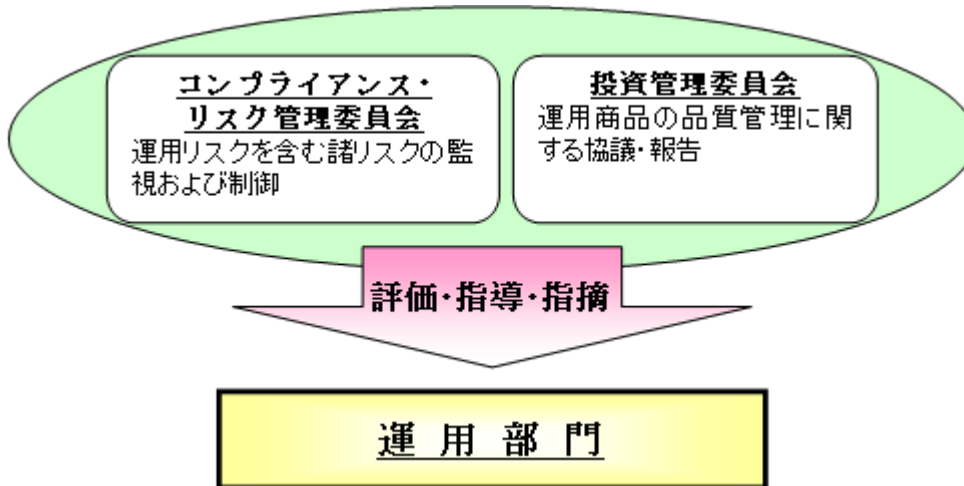 コンプライアンス・
リスク管理委員会
運用リスクを含む諸リスクの監
視および制御
投資管理委員会
運用商品の品質管理に関
する協議・報告
評価・指導・指摘
運用部門